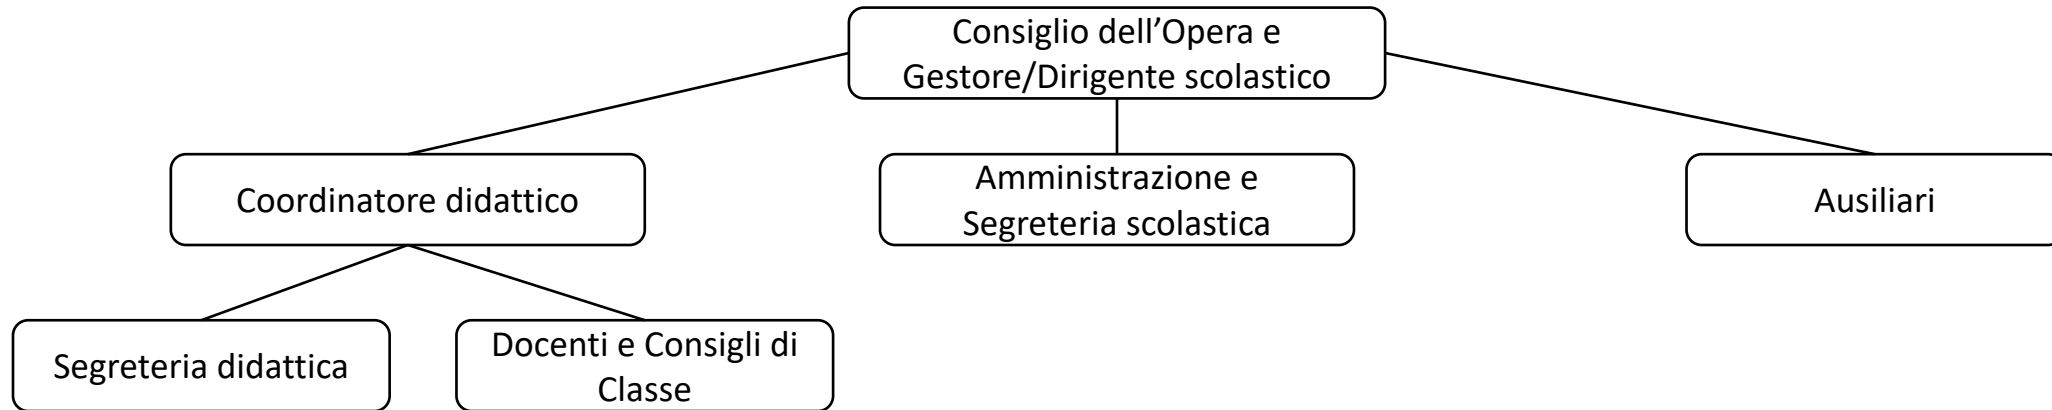 Consiglio dell’Opera e
Gestore/Dirigente scolastico
Coordinatore didattico
Amministrazione e
Segreteria scolastica
Ausiliari
Segreteria didattica
Docenti e Consigli di
Classe